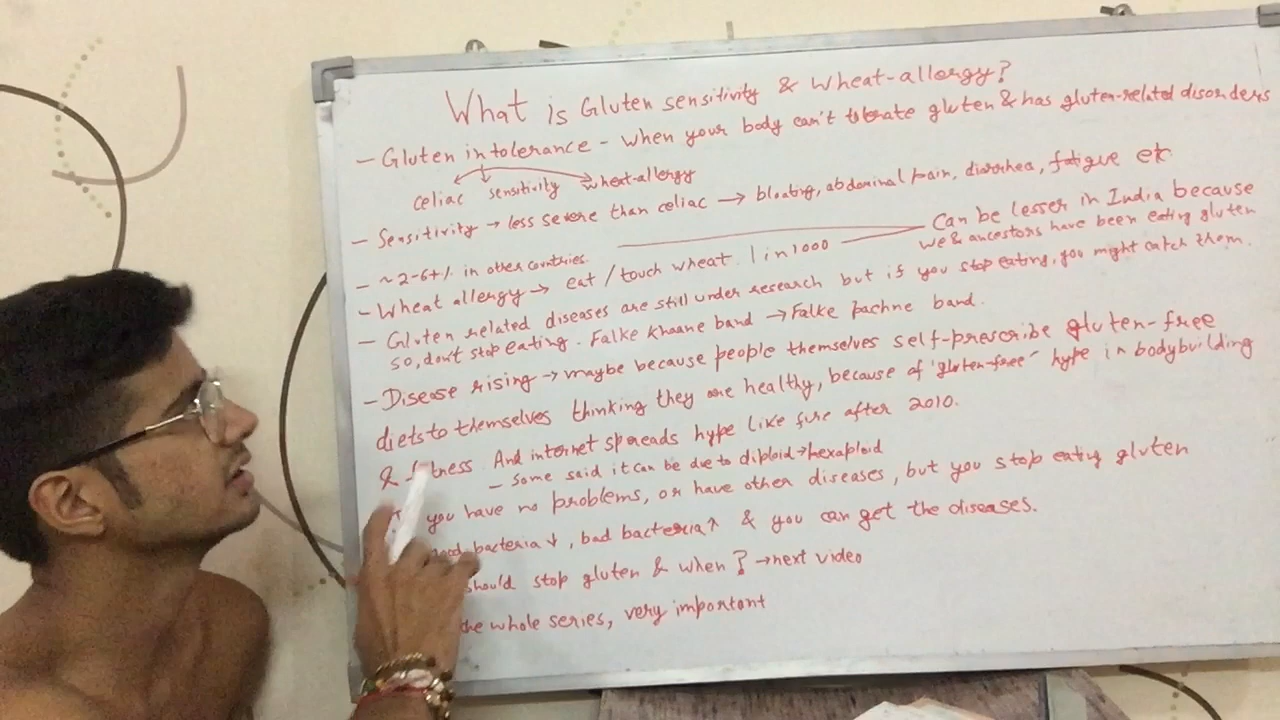 What is Gluten sensitivity & Wheat-allergy?
- Gluten intolerance - When your body can't tolerate gluten & has gluten-related disorders
celiac sensitivity wheat-allergy
- Sensitivity → less severe than celiac → bloating, abdominal pain, diarrhea, fatigue etc
- ~2-6+% in other countries.
Can be lesser in India because
we & ancestors have been eating gluten
- Wheat allergy → eat / touch wheat. 1 in 1000
- Gluten related diseases are still under research but if you stop eating, you might catch them.
so, don't stop eating. Falke khaane band → Falke pachne band.
- Disease rising → maybe because people themselves self-prescribe gluten-free
diets to themselves thinking they are healthy, because of "gluten-free" hype in bodybuilding
& fitness. And internet spreads hype like fire after 2010.
- Some said it can be due to diploid → hexaploid
you have no problems, or have other diseases, but you stop eating gluten
good bacteria ↓, bad bacteria ↑ & you can get the diseases.
should stop gluten & when? → next video
the whole series, very important